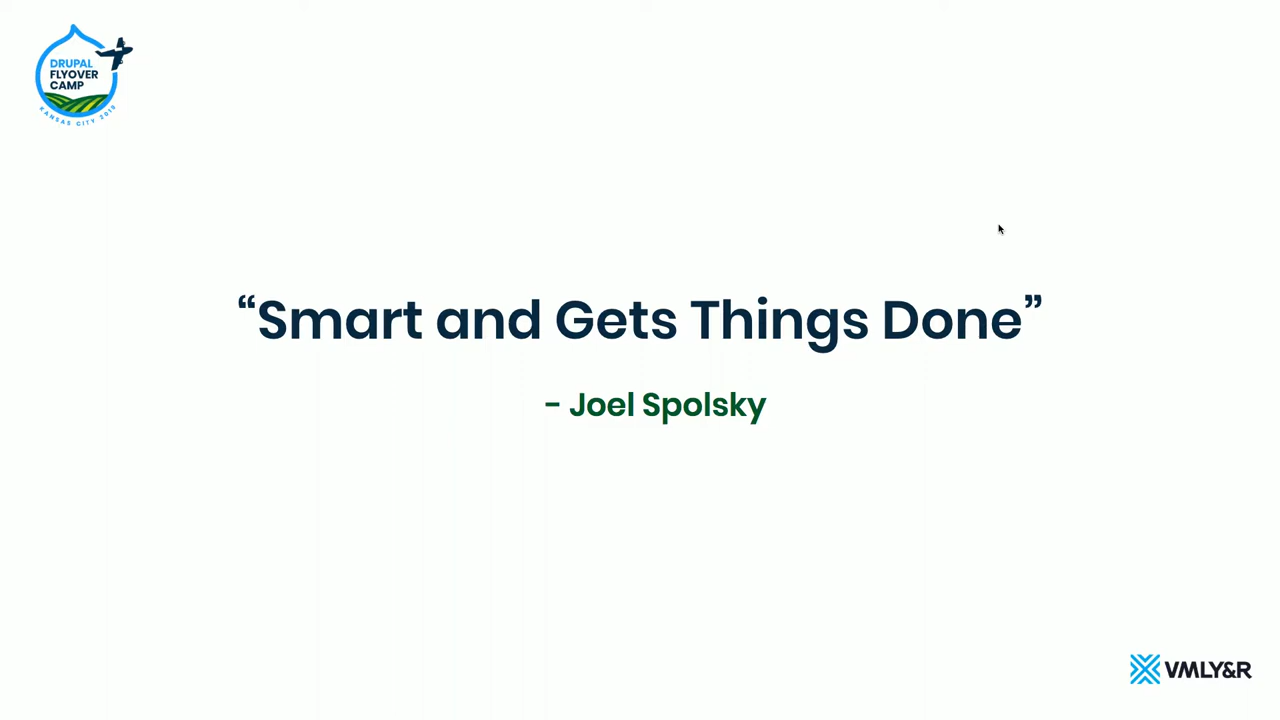 DRUPAL
FLYOVER
CAMP
KANSAS CITY 2019
“Smart and Gets Things Done”
- Joel Spolsky
VMLY&R